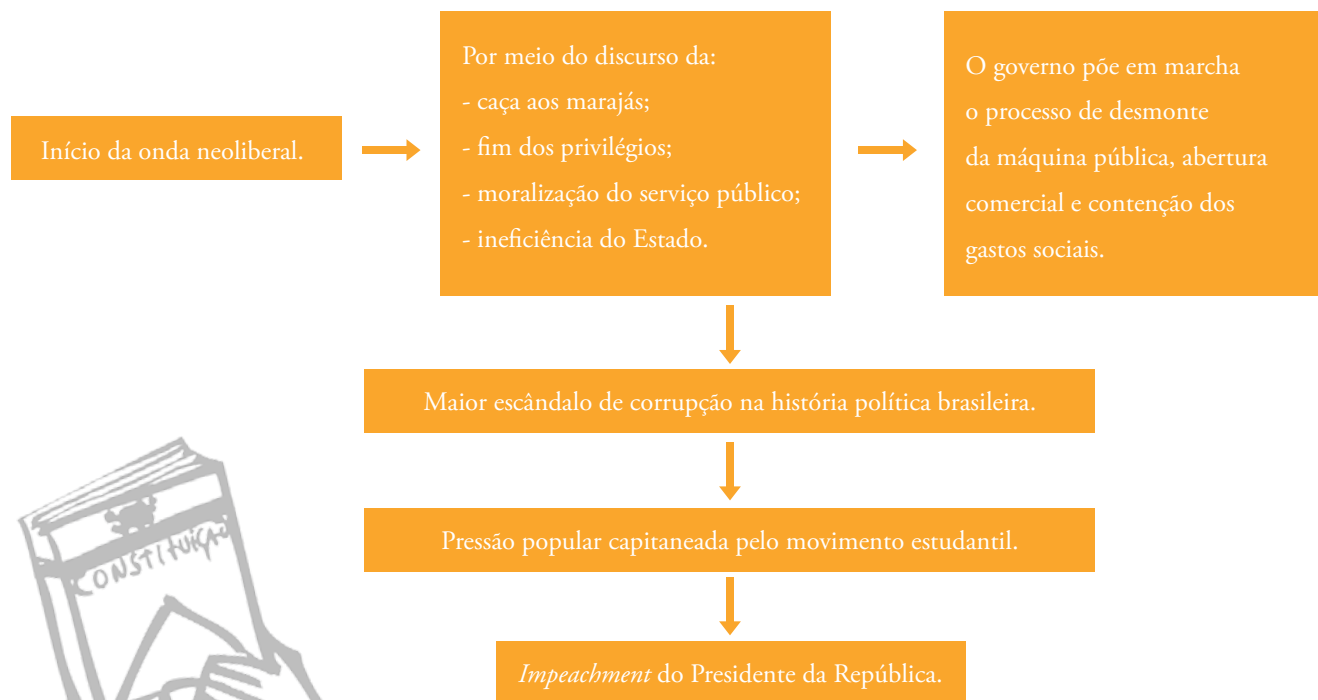 Início da onda neoliberal.
Por meio do discurso da:
- caça aos marajás;
- fim dos privilégios;
- moralização do serviço público;
- ineficiência do Estado.
O governo põe em marcha
o processo de desmonte
da máquina pública, abertura
comercial e contenção dos
gastos sociais.
Maior escândalo de corrupção na história política brasileira.
Pressão popular capitaneada pelo movimento estudantil.
Impeachment do Presidente da República.
CONSTITUIÇÃO